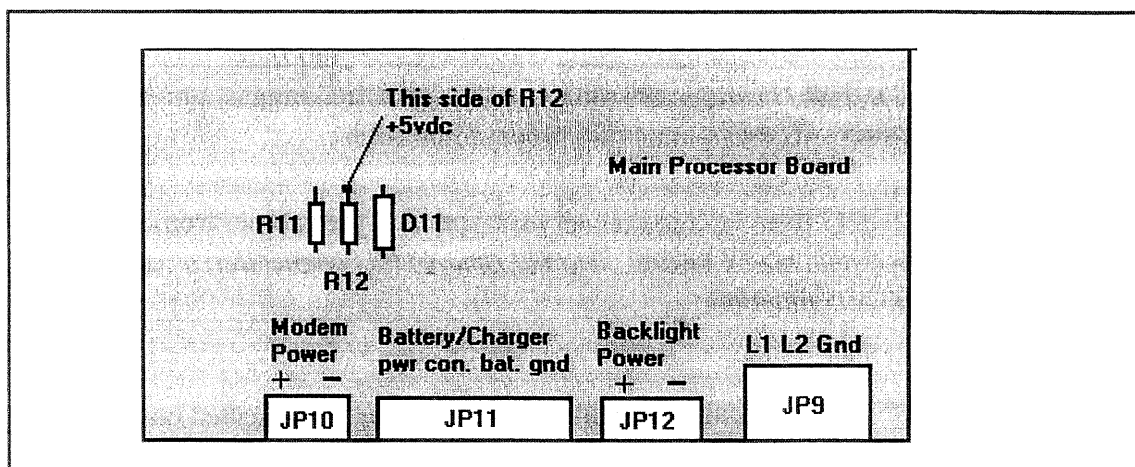 This side of R12
+5vdc
Main Processor Board
R11
D11
R12
Modem
Power
+ −
Battery/Charger
pwr con. bat. gnd
Backlight
Power
+ −
L1 L2 Gnd
JP10
JP11
JP12
JP9